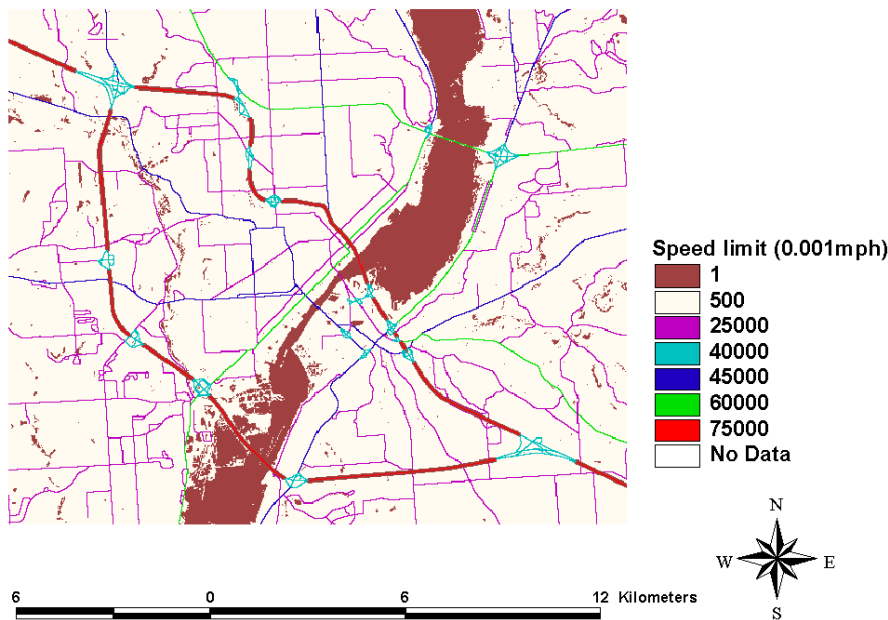 Speed limit (0.001mph)
1
500
25000
40000
45000
60000
75000
No Data
N
W E
S
6 0 6 12 Kilometers